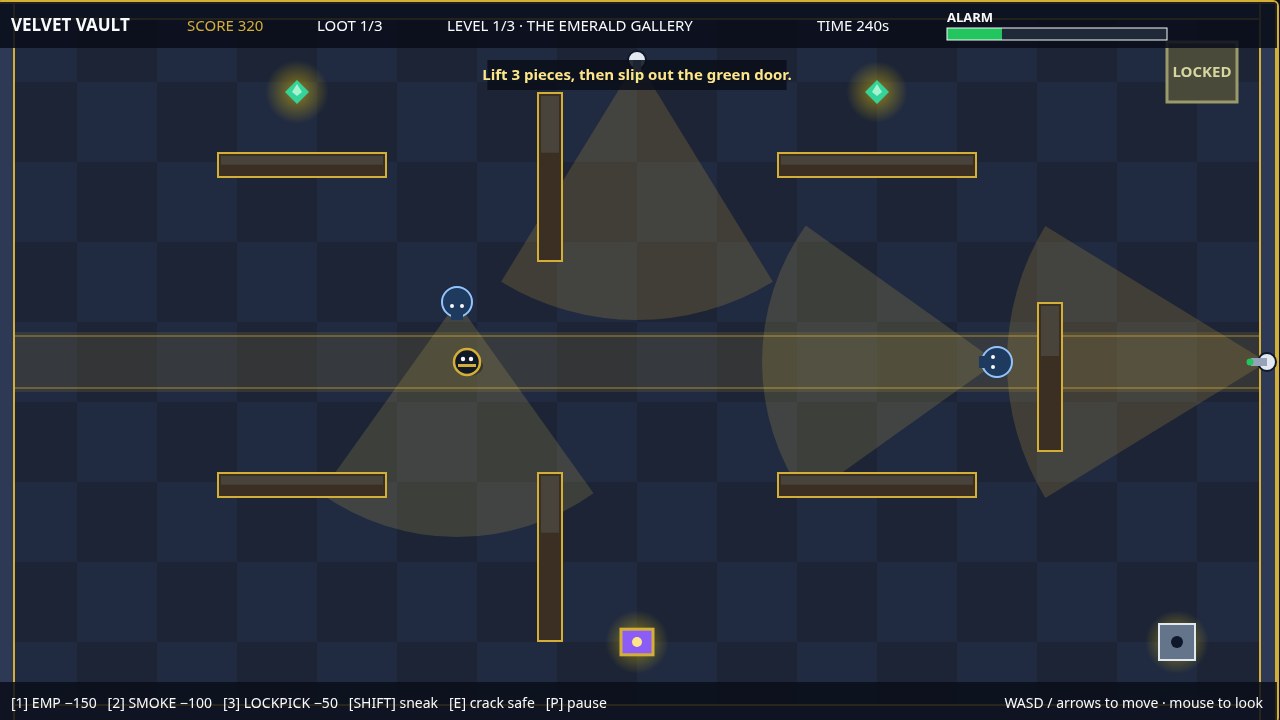 VELVET VAULT SCORE 320 LOOT 1/3 LEVEL 1/3 · THE EMERALD GALLERY TIME 240s ALARM
LOCKED
Lift 3 pieces, then slip out the green door.
[1] EMP −150 [2] SMOKE −100 [3] LOCKPICK −50 [SHIFT] sneak [E] crack safe [P] pause WASD / arrows to move · mouse to look